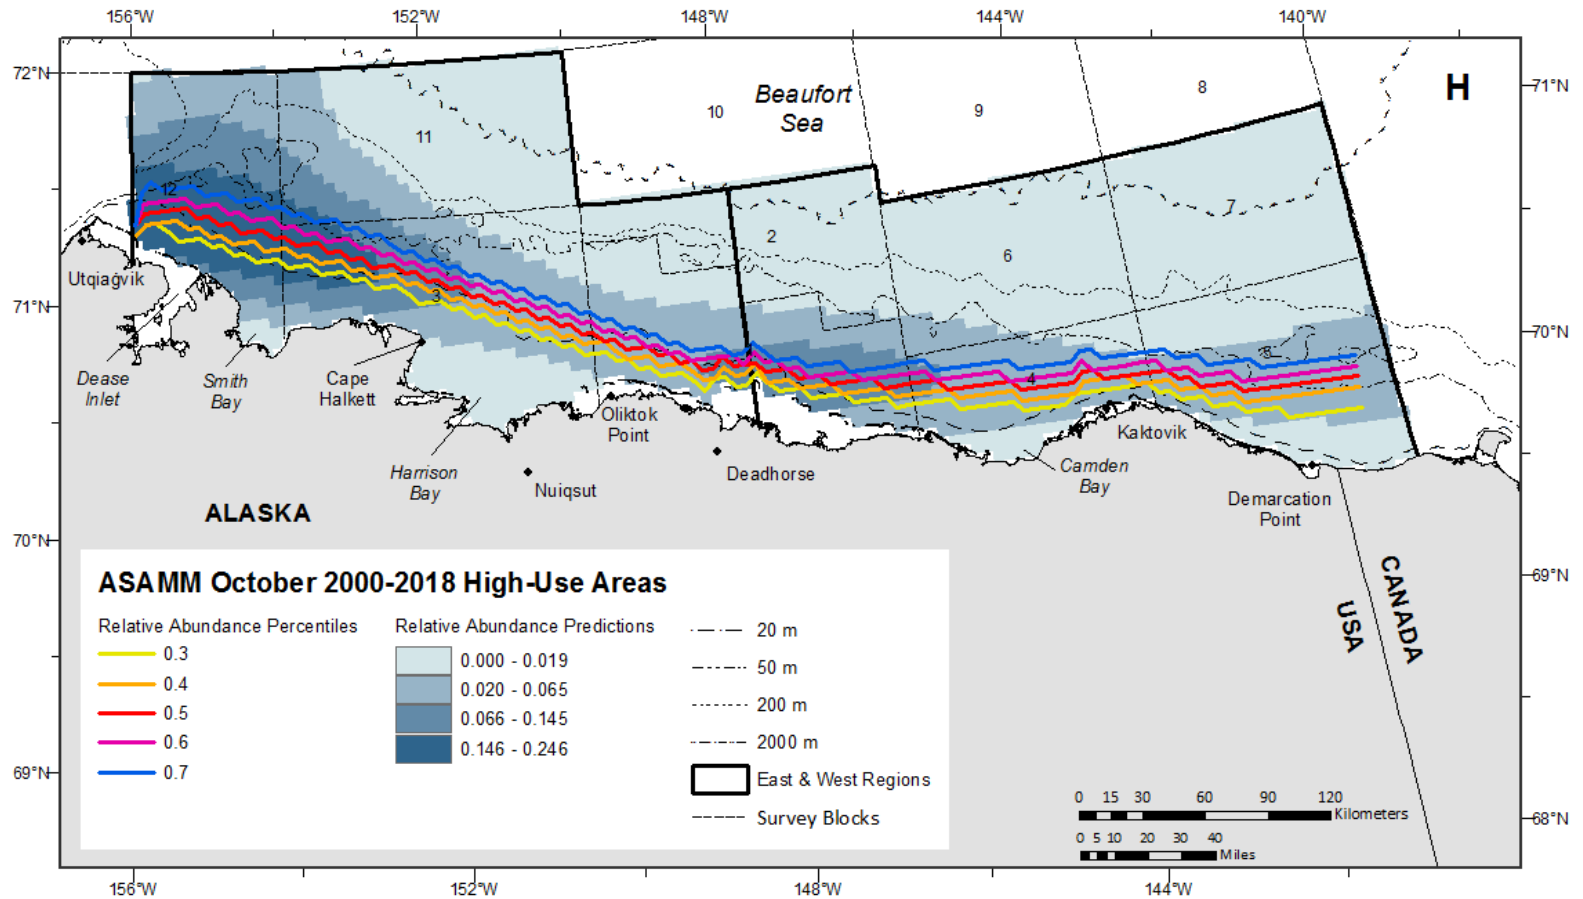 156°W
152°W
148°W
144°W
140°W
72°N
71°N
70°N
69°N
71°N
70°N
69°N
68°N
H
8
10
Beaufort
Sea
9
11
12
7
2
6
3
5
4
Utqiaġvik
Dease
Inlet
Smith
Bay
Cape
Halkett
Harrison
Bay
Oliktok
Point
Nuiqsut
Deadhorse
Camden
Bay
Kaktovik
Demarcation
Point
ALASKA
USA
CANADA
ASAMM October 2000-2018 High-Use Areas
Relative Abundance Percentiles
0.3
0.4
0.5
0.6
0.7
Relative Abundance Predictions
0.000 - 0.019
0.020 - 0.065
0.066 - 0.145
0.146 - 0.246
20 m
50 m
200 m
2000 m
East & West Regions
Survey Blocks
0 15 30 60 90 120
Kilometers
0 5 10 20 30 40
Miles
156°W
152°W
148°W
144°W